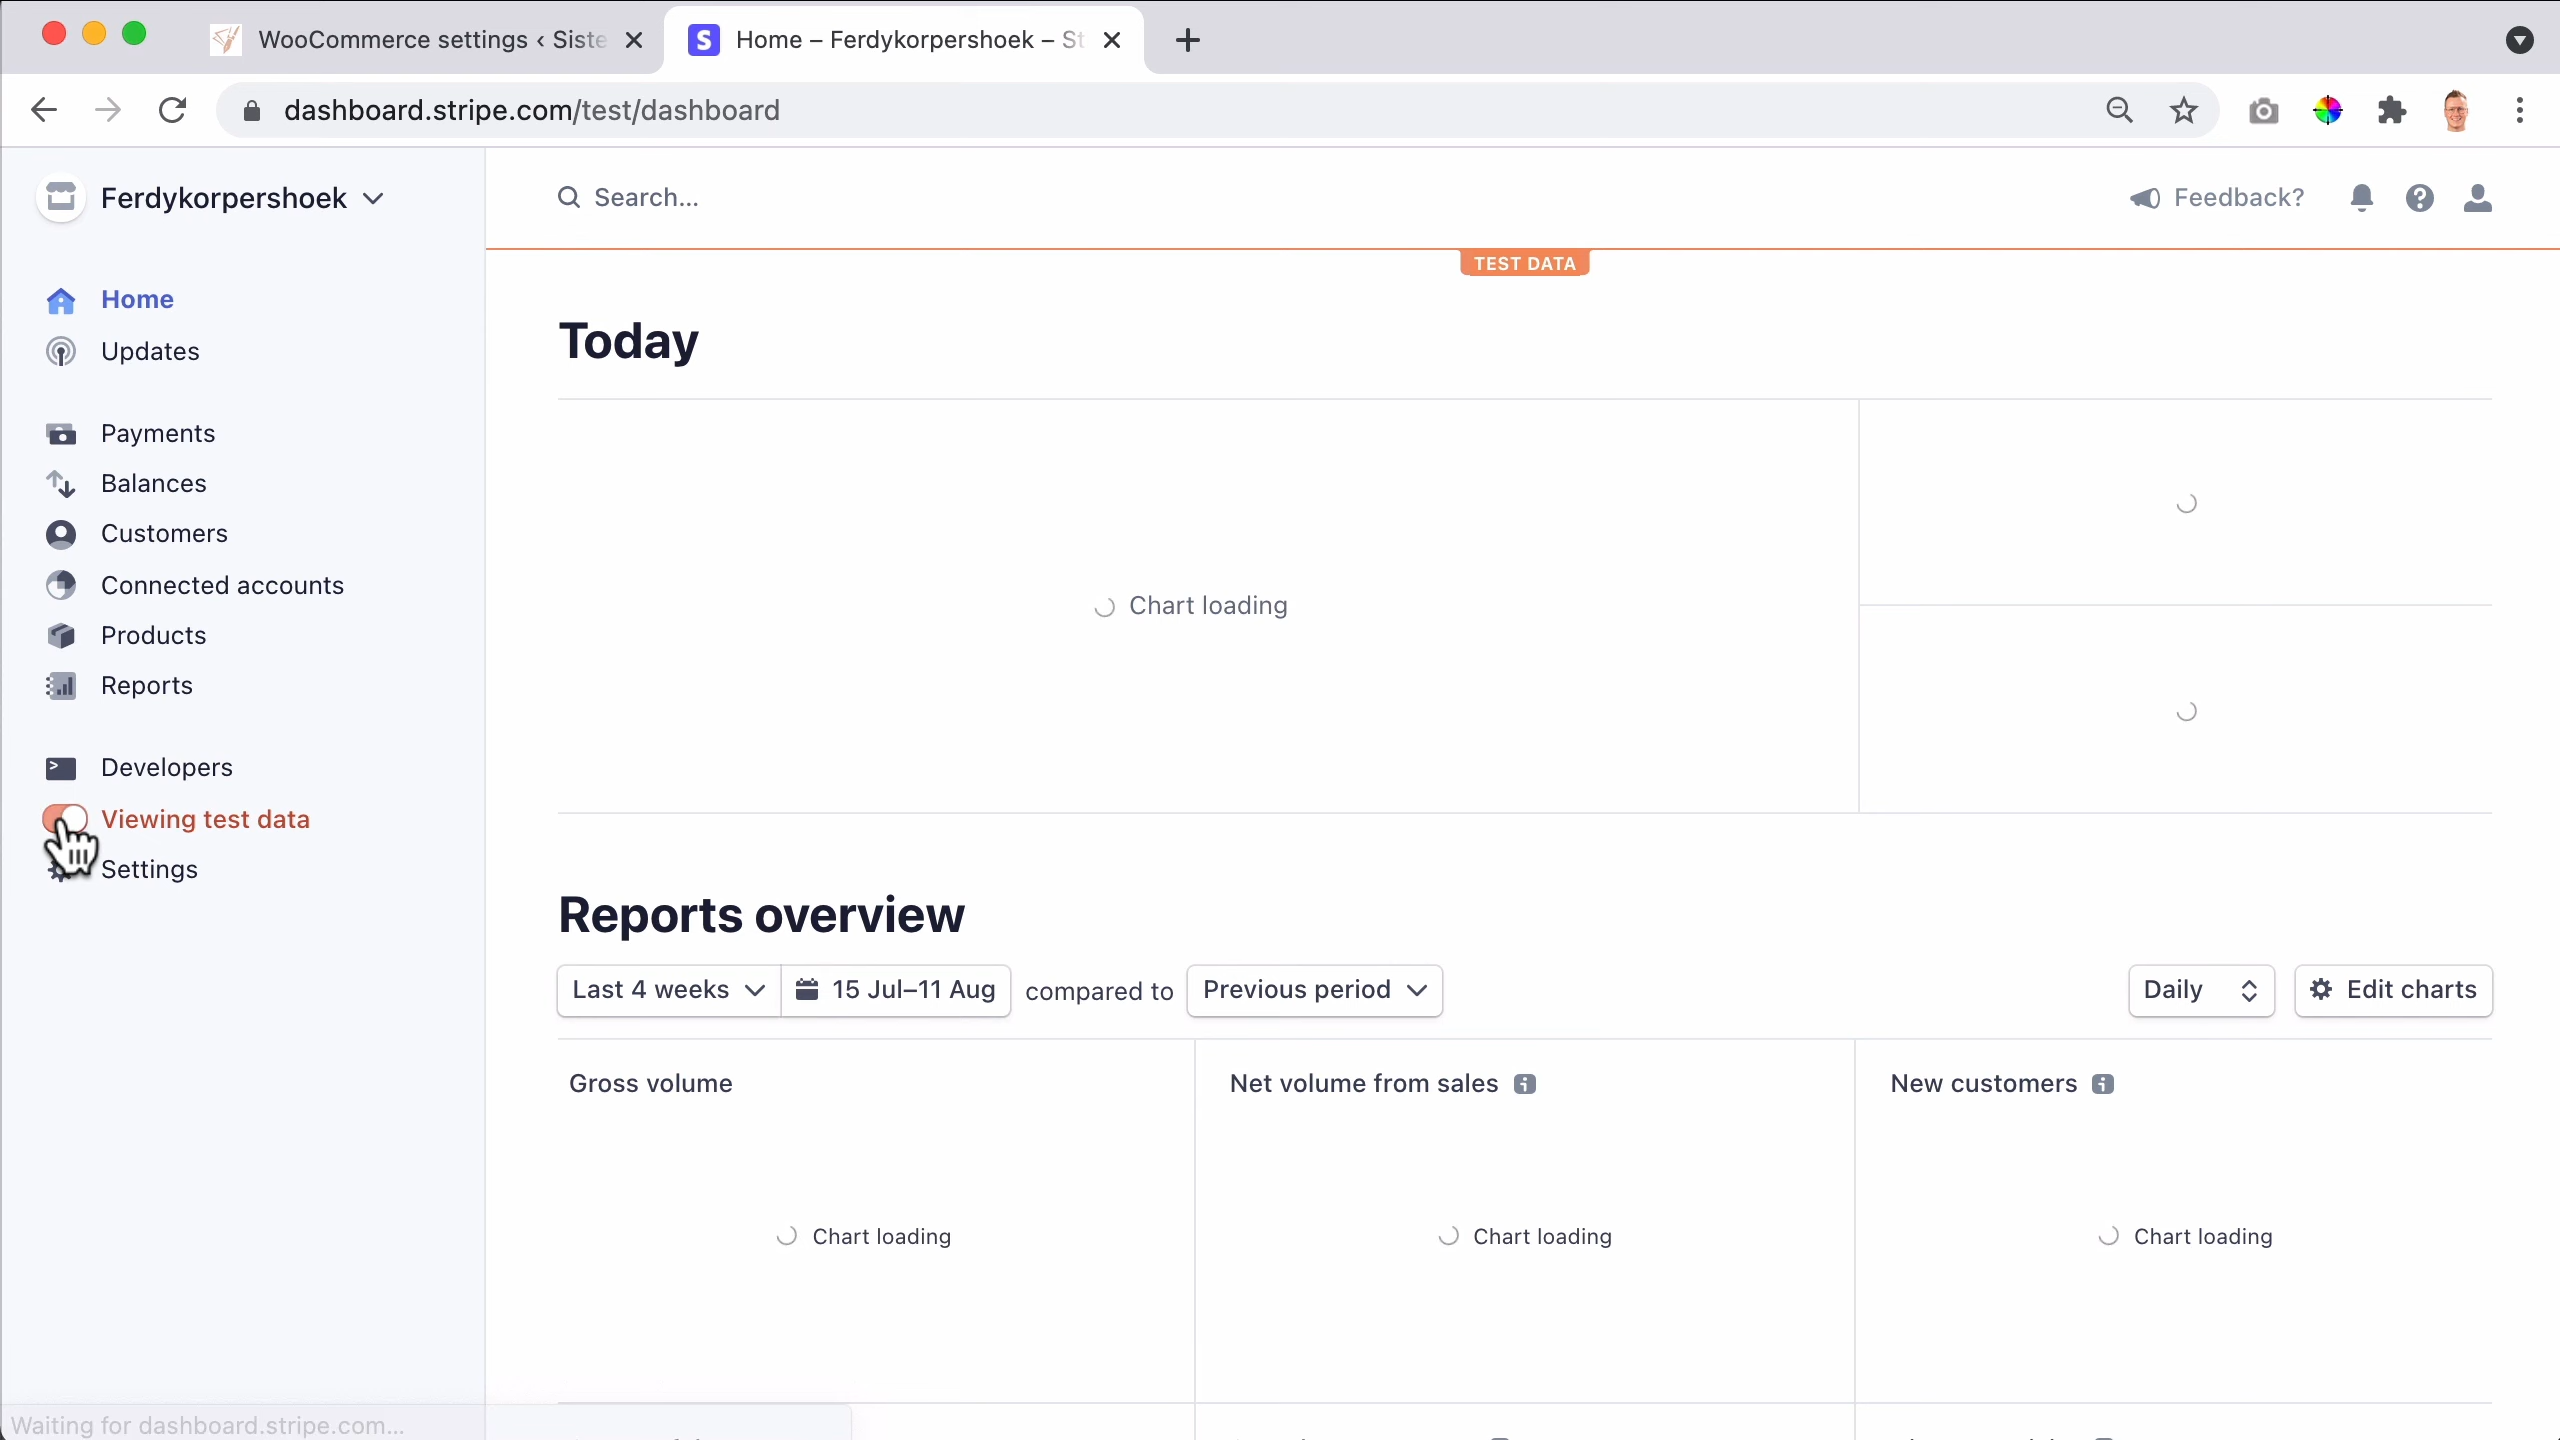 WooCommerce settings ‹ Siste
Home – Ferdykorpershoek – St
dashboard.stripe.com/test/dashboard
Ferdykorpershoek
Search...
Feedback?
TEST DATA
Home
Updates
Payments
Balances
Customers
Connected accounts
Products
Reports
Developers
Viewing test data
Settings
Today
Chart loading
Reports overview
Last 4 weeks 15 Jul–11 Aug compared to Previous period Daily Edit charts
Gross volume
Net volume from sales
New customers
Chart loading
Chart loading
Chart loading
Waiting for dashboard.stripe.com...